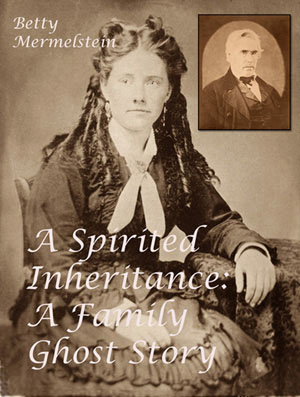 Betty
Mermelstein
A Spirited
Inheritance:
A Family
Ghost Story